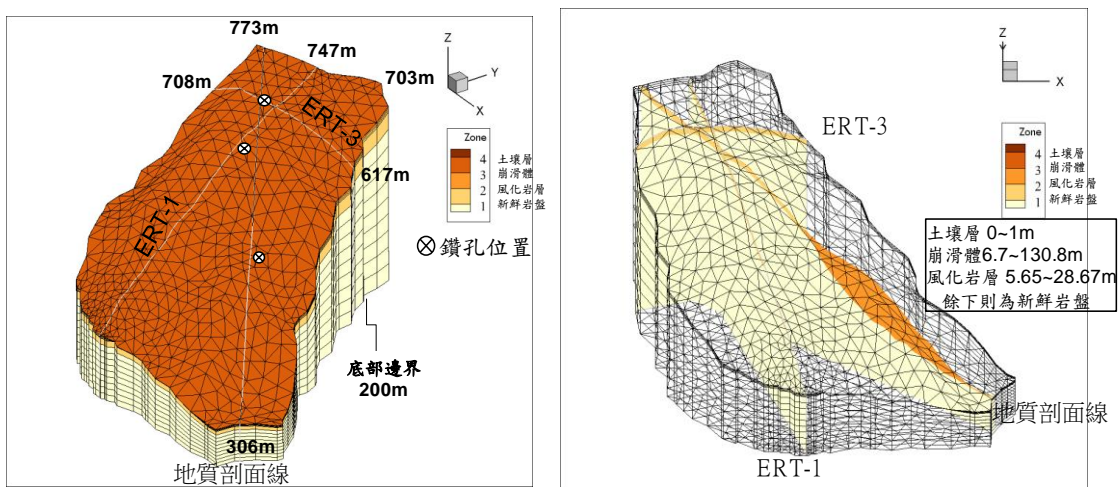 773m
747m
708m
703m
Z
Y
X
ERT-3
Zone
4 土壤層
3 崩滑體
2 風化岩層
1 新鮮岩盤
617m
ERT-1
⊗鑽孔位置
底部邊界
200m
306m
地質剖面線
Z
X
ERT-3
Zone
4 土壤層
3 崩滑體
2 風化岩層
1 新鮮岩盤
土壤層 0~1m
崩滑體6.7~130.8m
風化岩層 5.65~28.67m
餘下則為新鮮岩盤
地質剖面線
ERT-1